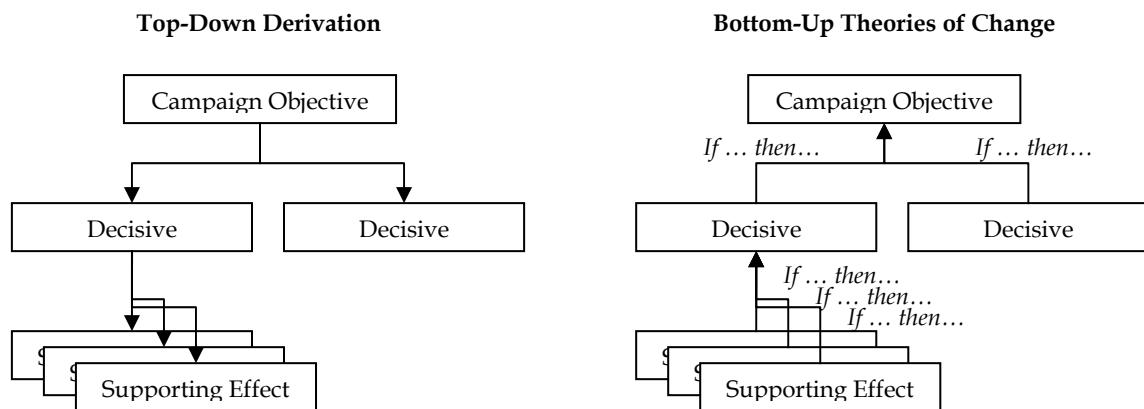 Top-Down Derivation
Bottom-Up Theories of Change
Campaign Objective
Campaign Objective
If … then…
If … then…
Decisive
Decisive
Decisive
Decisive
If … then…
If … then…
If … then…
S
S
Supporting Effect
S
S
Supporting Effect